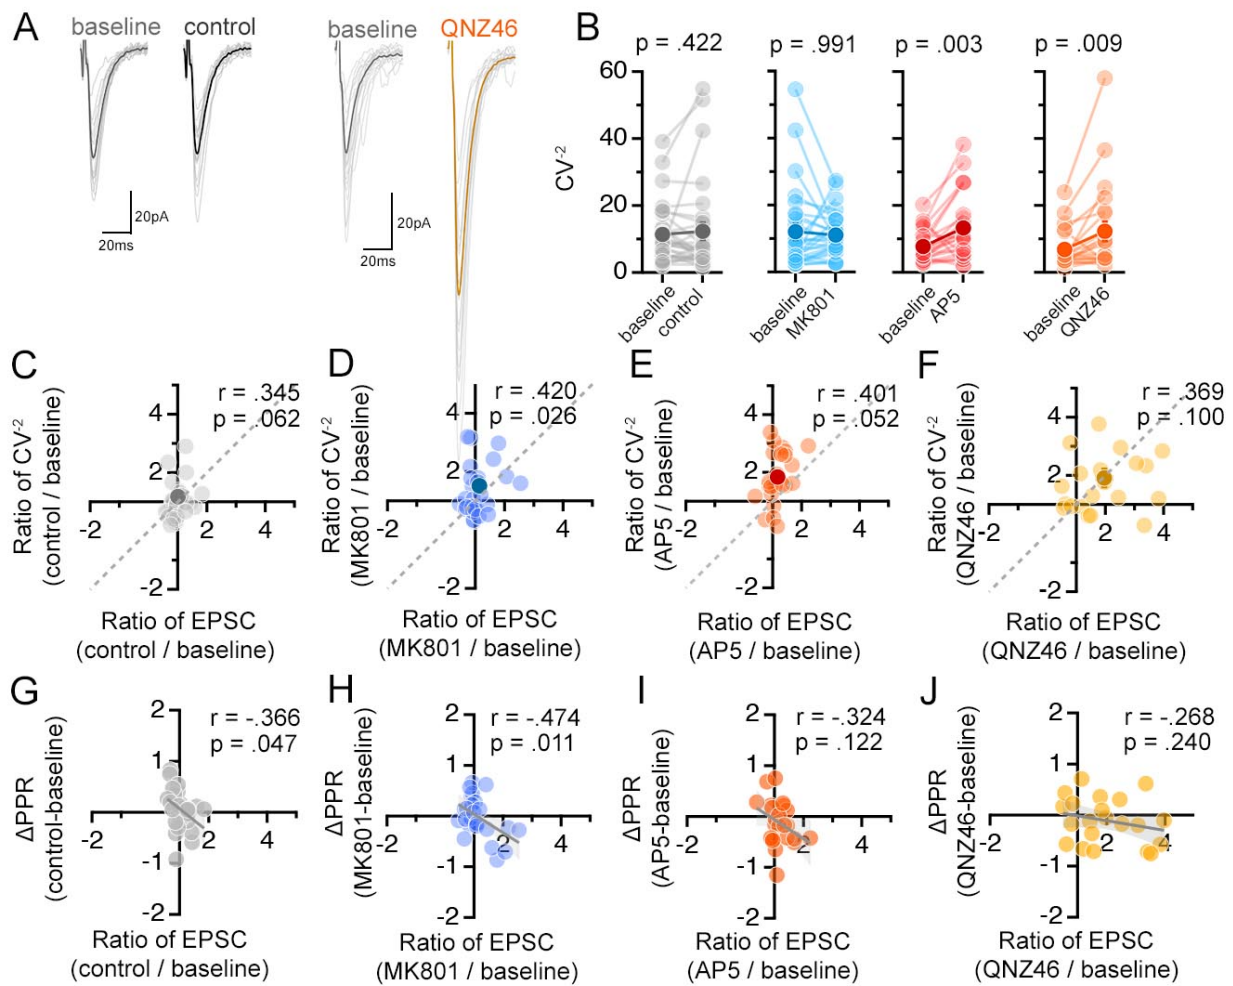 A
baseline
control
20pA
20ms
baseline
QNZ46
20pA
20ms
B
p = .422
p = .991
p = .003
p = .009
CV-2
60
40
20
0
baseline
control
baseline
MK801
baseline
AP5
baseline
QNZ46
C
Ratio of CV-2
(control / baseline)
r = .345
p = .062
4
2
-2
2
4
-2
Ratio of EPSC
(control / baseline)
D
Ratio of CV-2
(MK801 / baseline)
r = .420
p = .026
4
2
-2
2
4
-2
Ratio of EPSC
(MK801 / baseline)
E
Ratio of CV-2
(AP5 / baseline)
r = .401
p = .052
4
2
-2
2
4
-2
Ratio of EPSC
(AP5 / baseline)
F
Ratio of CV-2
(QNZ46 / baseline)
r = .369
p = .100
4
2
-2
2
4
-2
Ratio of EPSC
(QNZ46 / baseline)
G
ΔPPR
(control-baseline)
r = -.366
p = .047
2
1
-2
2
4
-1
-2
Ratio of EPSC
(control / baseline)
H
ΔPPR
(MK801-baseline)
r = -.474
p = .011
2
1
-2
2
4
-1
-2
Ratio of EPSC
(MK801 / baseline)
I
ΔPPR
(AP5-baseline)
r = -.324
p = .122
2
1
-2
2
4
-1
-2
Ratio of EPSC
(AP5 / baseline)
J
ΔPPR
(QNZ46-baseline)
r = -.268
p = .240
2
1
-2
2
4
-1
-2
Ratio of EPSC
(QNZ46 / baseline)